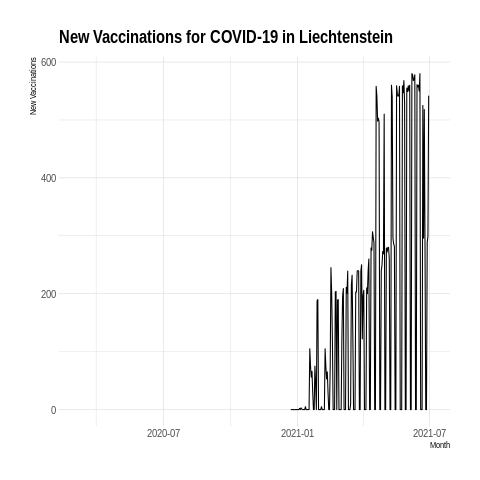 New Vaccinations for COVID-19 in Liechtenstein
New Vaccinations
600
400
200
0
2020-07
2021-01
2021-07
Month